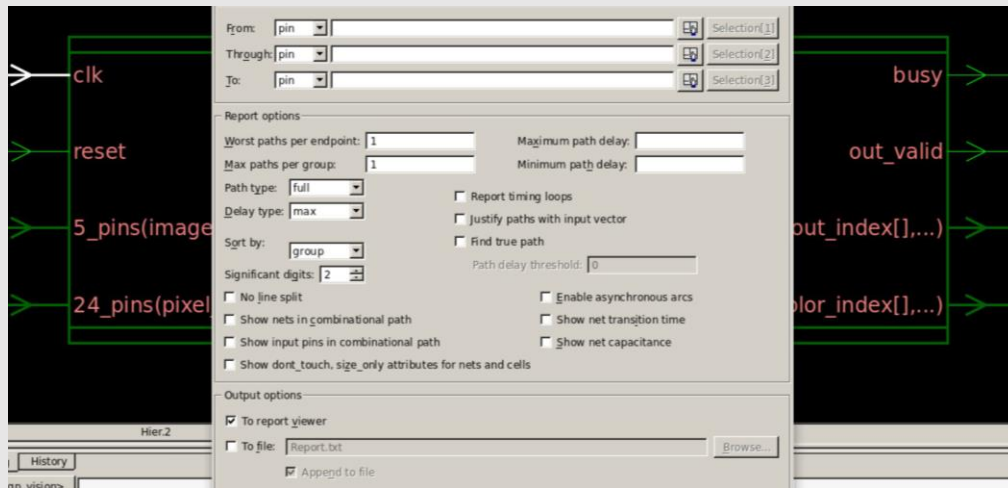 From: pin Selection[1]
Through: pin Selection[2]
To: pin Selection[3]
clk
busy
Report options
Worst paths per endpoint: 1 Maximum path delay:
reset
out_valid
Max paths per group: 1 Minimum path delay:
Path type: full
Report timing loops
Delay type: max
Justify paths with input vector
5_pins(image
out_index[],...)
Sort by: group
Find true path
Path delay threshold: 0
Significant digits: 2
No line split Enable asynchronous arcs
24_pins(pixel
olor_index[],...)
Show nets in combinational path Show net transition time
Show input pins in combinational path Show net capacitance
Show dont_touch, size_only attributes for nets and cells
Output options
To report viewer
Hier.2
To file: Report.txt Browse...
History
Append to file